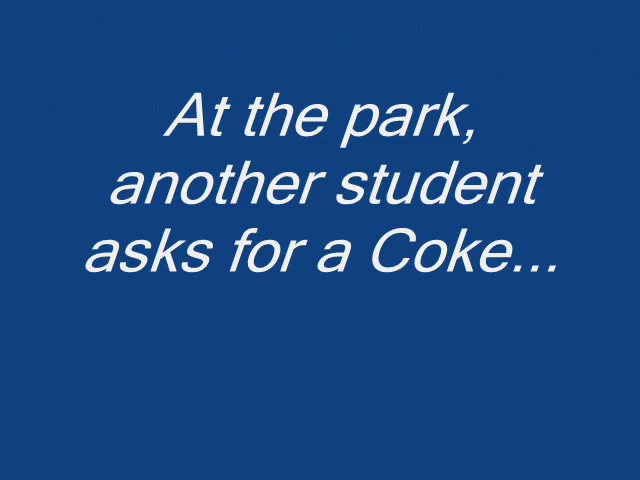 At the park,
another student
asks for a Coke...